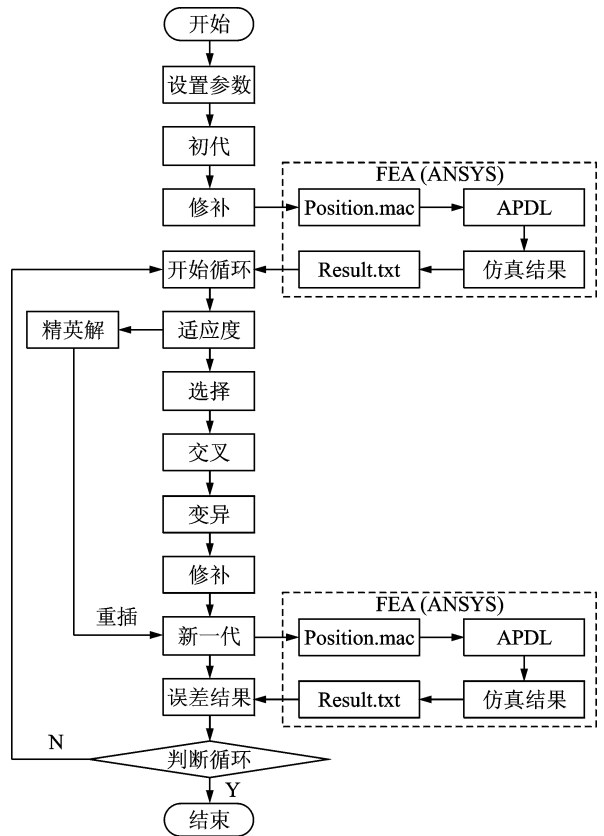 开始
设置参数
初代
FEA (ANSYS)
修补
Position.mac
APDL
开始循环
Result.txt
仿真结果
精英解
适应度
选择
交叉
变异
修补
FEA (ANSYS)
重插
新一代
Position.mac
APDL
误差结果
Result.txt
仿真结果
N
判断循环
Y
结束